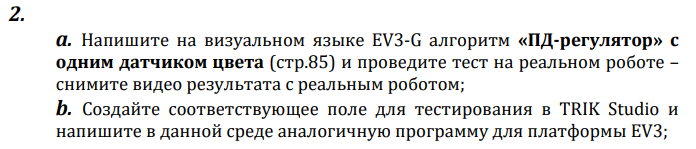 2.
a. Напишите на визуальном языке EV3-G алгоритм «ПД-регулятор» с
одним датчиком цвета (стр.85) и проведите тест на реальном роботе –
снимите видео результата с реальным роботом;
b. Создайте соответствующее поле для тестирования в TRIK Studio и
напишите в данной среде аналогичную программу для платформы EV3;